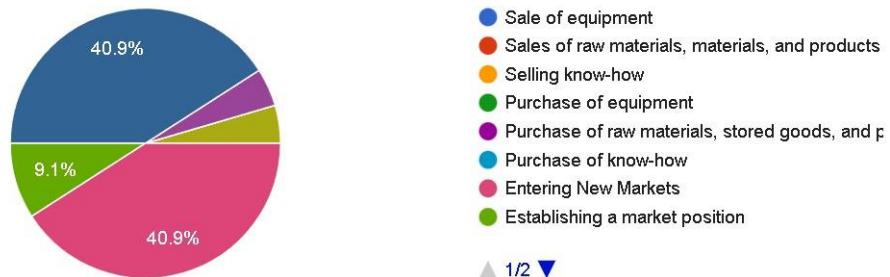 40.9%
9.1%
40.9%
Sale of equipment
Sales of raw materials, materials, and products
Selling know-how
Purchase of equipment
Purchase of raw materials, stored goods, and
Purchase of know-how
Entering New Markets
Establishing a market position
1/2